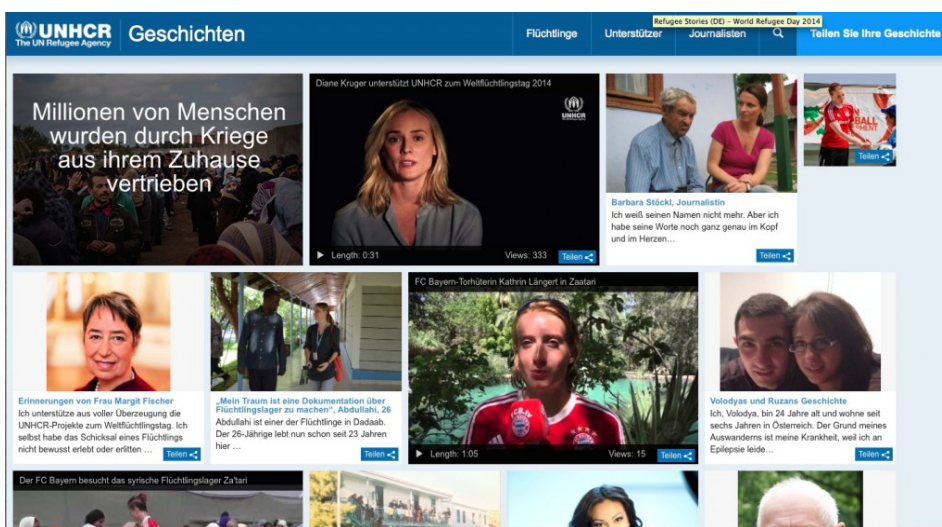 UNHCR
The UN Refugee Agency
Geschichten
Flüchtlinge
Unterstützer
Journalisten
Refugee Stories (DE) – World Refugee Day 2014
Teilen Sie Ihre Geschichte
Millionen von Menschen
wurden durch Kriege
aus ihrem Zuhause
vertrieben
Diane Kruger unterstützt UNHCR zum Weltflüchtlingstag 2014
UNHCR
Length: 0:31
Views: 333
Teilen
Barbara Stöckl, Journalistin
Ich weiß seinen Namen nicht mehr. Aber ich
habe seine Worte noch ganz genau im Kopf
und im Herzen…
Teilen
Teilen
Erinnerungen von Frau Margit Fischer
Ich unterstütze aus voller Überzeugung die
UNHCR-Projekte zum Weltflüchtlingstag. Ich
selbst habe das Schicksal eines Flüchtlings
nicht bewusst erlebt oder erlitten …
Teilen
„Mein Traum ist eine Dokumentation über
Flüchtlingslager zu machen“, Abdullahi, 26
Abdullahi ist einer der Flüchtlinge in Dadaab.
Der 26-Jährige lebt nun schon seit 23 Jahren
hier …
Teilen
FC Bayern-Torhüterin Kathrin Längert in Zaatari
Length: 1:05
Views: 15
Teilen
Volodyas und Ruzans Geschichte
Ich, Volodya, bin 24 Jahre alt und wohne seit
sechs Jahren in Österreich. Der Grund meines
Auswanderns ist meine Krankheit, weil ich an
Epilepsie leide…
Teilen
Der FC Bayern besucht das syrische Flüchtlingslager Za'tari